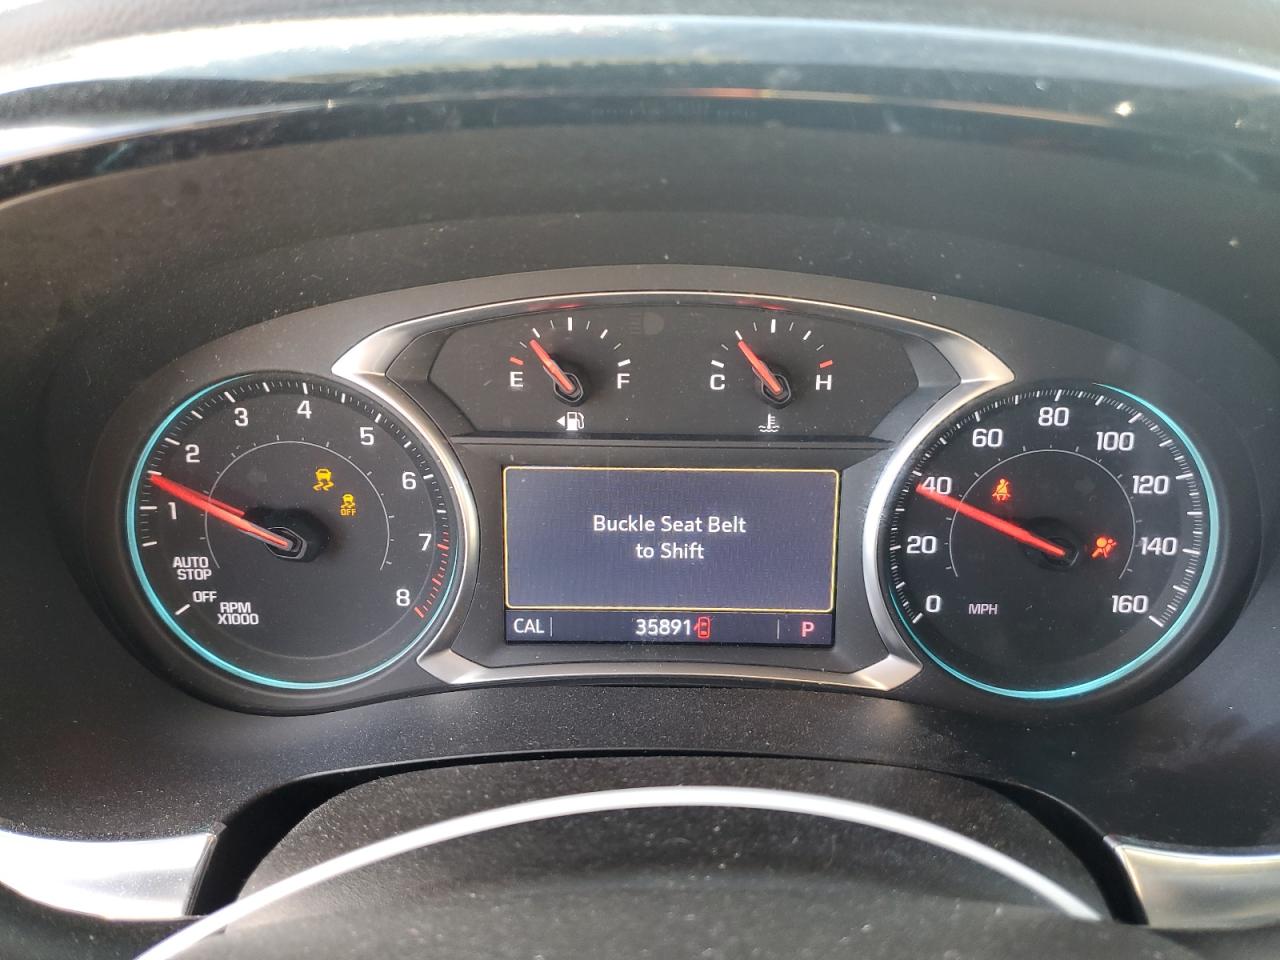 E F
C H
1 2 3 4 5 6 7 8
AUTO
STOP
OFF
RPM
X1000
OFF
Buckle Seat Belt
to Shift
CAL 35891 P
0 20 40 60 80 100 120 140 160
MPH